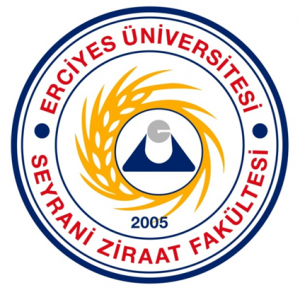 ERCİYES ÜNİVERSİTESİ
2005
SEYRANİ ZİRAAT FAKÜLTESİ